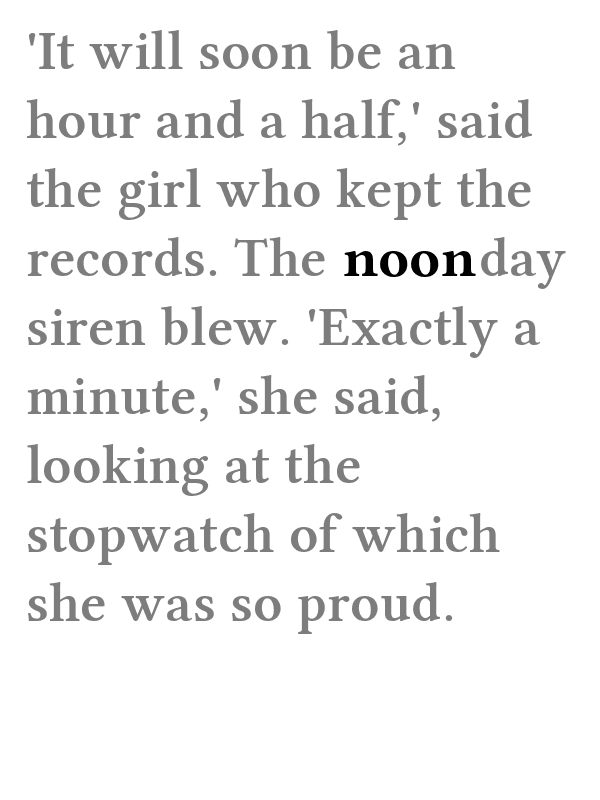 'It will soon be an
hour and a half,' said
the girl who kept the
records. The noonday
siren blew. 'Exactly a
minute,' she said,
looking at the
stopwatch of which
she was so proud.